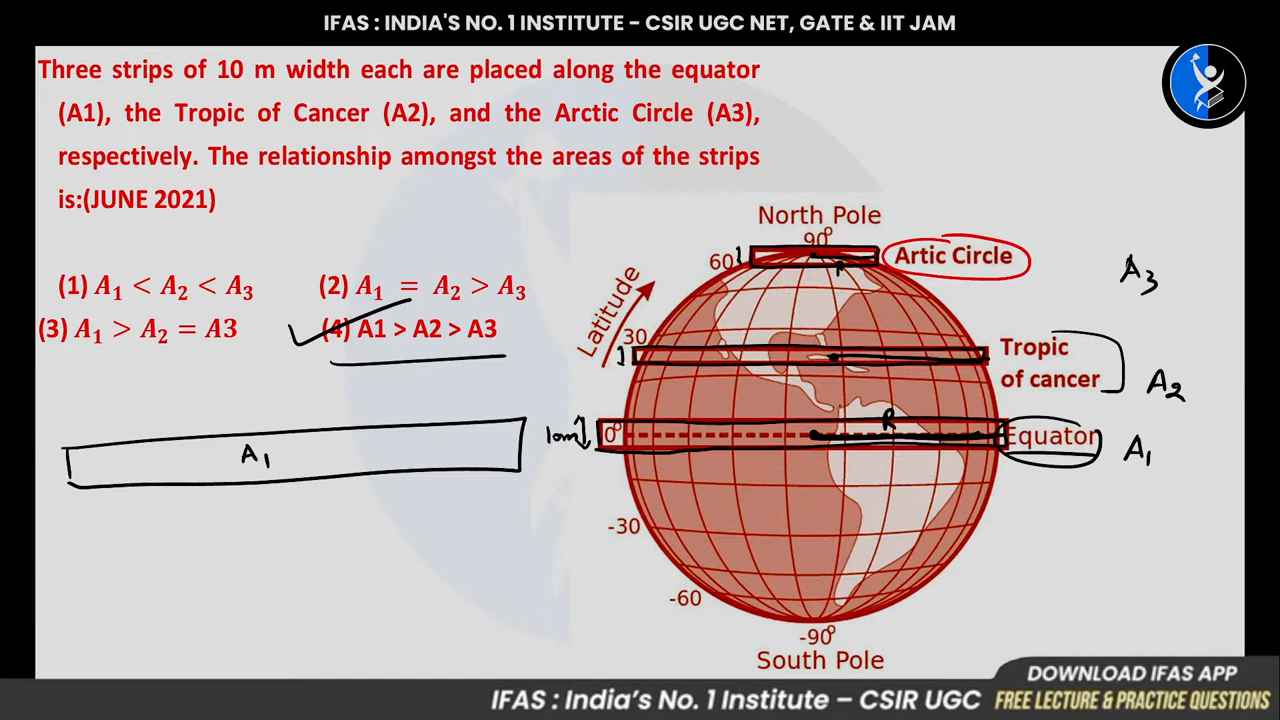 IFAS : INDIA'S NO. 1 INSTITUTE – CSIR UGC NET, GATE & IIT JAM
Three strips of 10 m width each are placed along the equator
(A1), the Tropic of Cancer (A2), and the Arctic Circle (A3),
respectively. The relationship amongst the areas of the strips
is:(JUNE 2021)
(1) A₁ < A₂ < A₃ (2) A₁ = A₂ > A₃
(3) A₁ > A₂ = A3 (4) A1 > A2 > A3
North Pole
90°
60
Artic Circle
A₃
Latitude
30
Tropic
of cancer
A₂
R
10m
0°
Equator
A₁
A₁
-30
-60
-90°
South Pole
DOWNLOAD IFAS APP
IFAS : India's No. 1 Institute – CSIR UGC FREE LECTURE & PRACTICE QUESTIONS